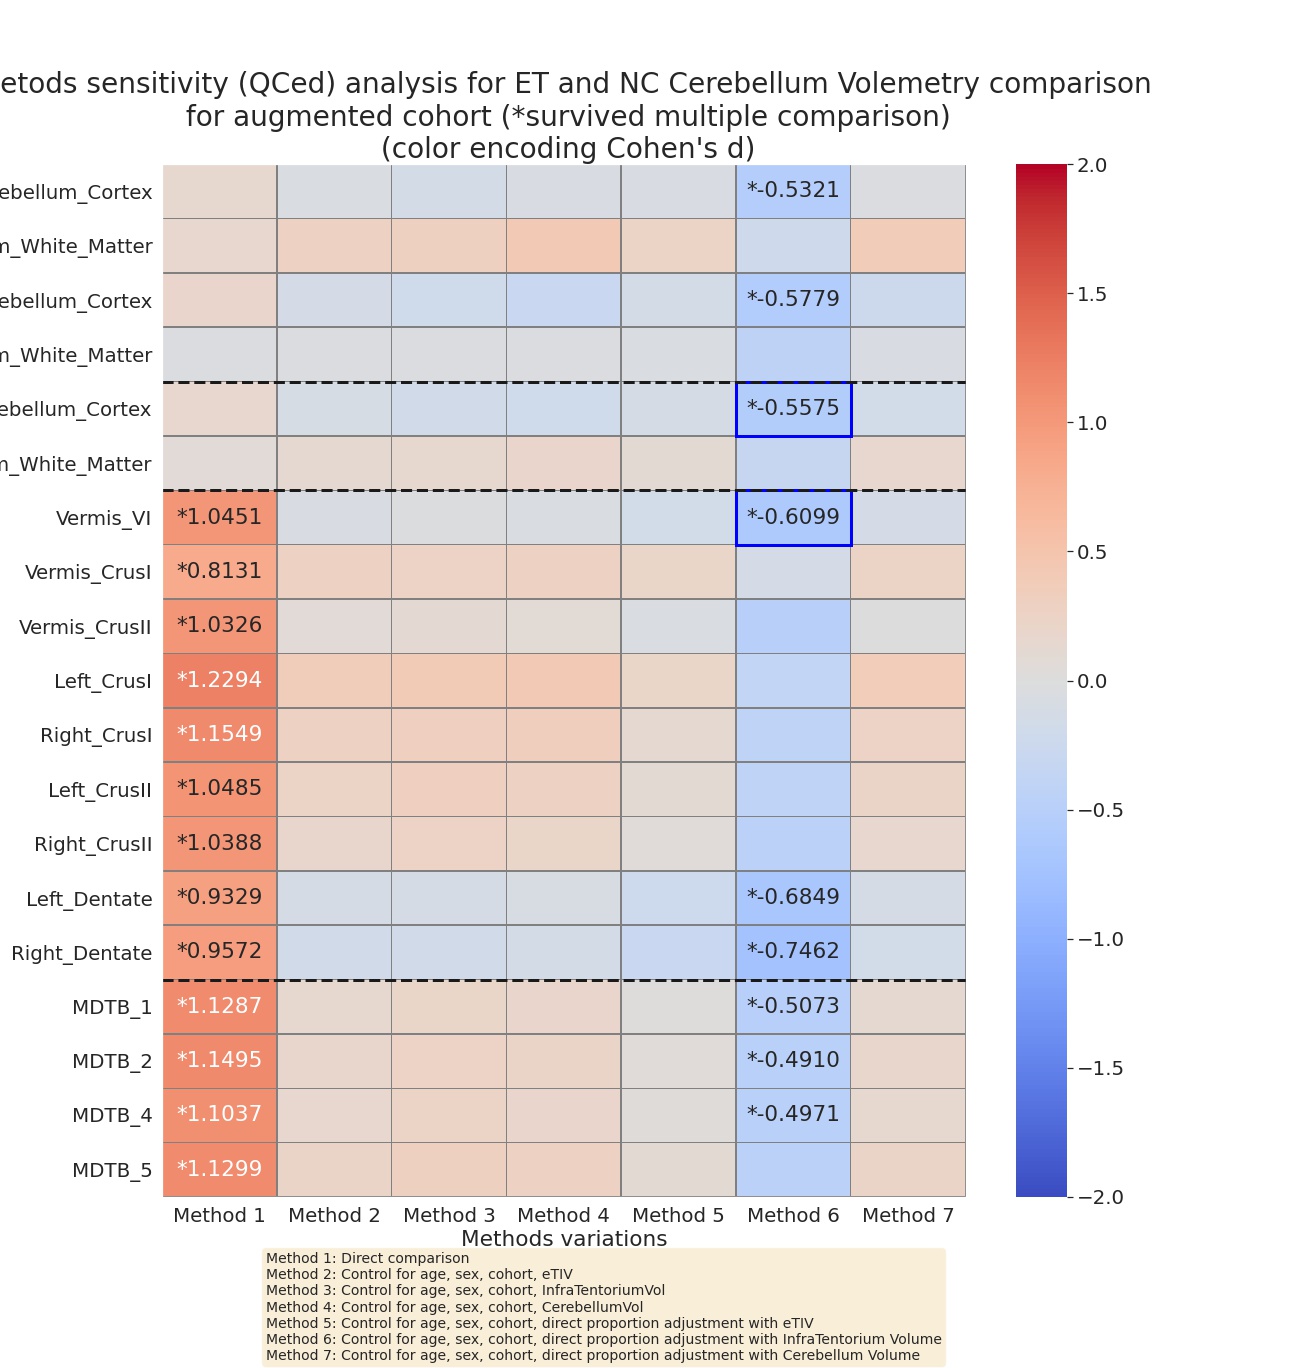 etods sensitivity (QCed) analysis for ET and NC Cerebellum Volemetry comparison
for augmented cohort (*survived multiple comparison)
(color encoding Cohen's d)
ebellum_Cortex *-0.5321
m_White_Matter
ebellum_Cortex *-0.5779
m_White_Matter
ebellum_Cortex *-0.5575
m_White_Matter
Vermis_VI *1.0451 *-0.6099
Vermis_CrusI *0.8131
Vermis_CrusII *1.0326
Left_CrusI *1.2294
Right_CrusI *1.1549
Left_CrusII *1.0485
Right_CrusII *1.0388
Left_Dentate *0.9329 *-0.6849
Right_Dentate *0.9572 *-0.7462
MDTB_1 *1.1287 *-0.5073
MDTB_2 *1.1495 *-0.4910
MDTB_4 *1.1037 *-0.4971
MDTB_5 *1.1299
Method 1 Method 2 Method 3 Method 4 Method 5 Method 6 Method 7
Methods variations
2.0
1.5
1.0
0.5
0.0
−0.5
−1.0
−1.5
−2.0
Method 1: Direct comparison
Method 2: Control for age, sex, cohort, eTIV
Method 3: Control for age, sex, cohort, InfraTentoriumVol
Method 4: Control for age, sex, cohort, CerebellumVol
Method 5: Control for age, sex, cohort, direct proportion adjustment with eTIV
Method 6: Control for age, sex, cohort, direct proportion adjustment with InfraTentorium Volume
Method 7: Control for age, sex, cohort, direct proportion adjustment with Cerebellum Volume